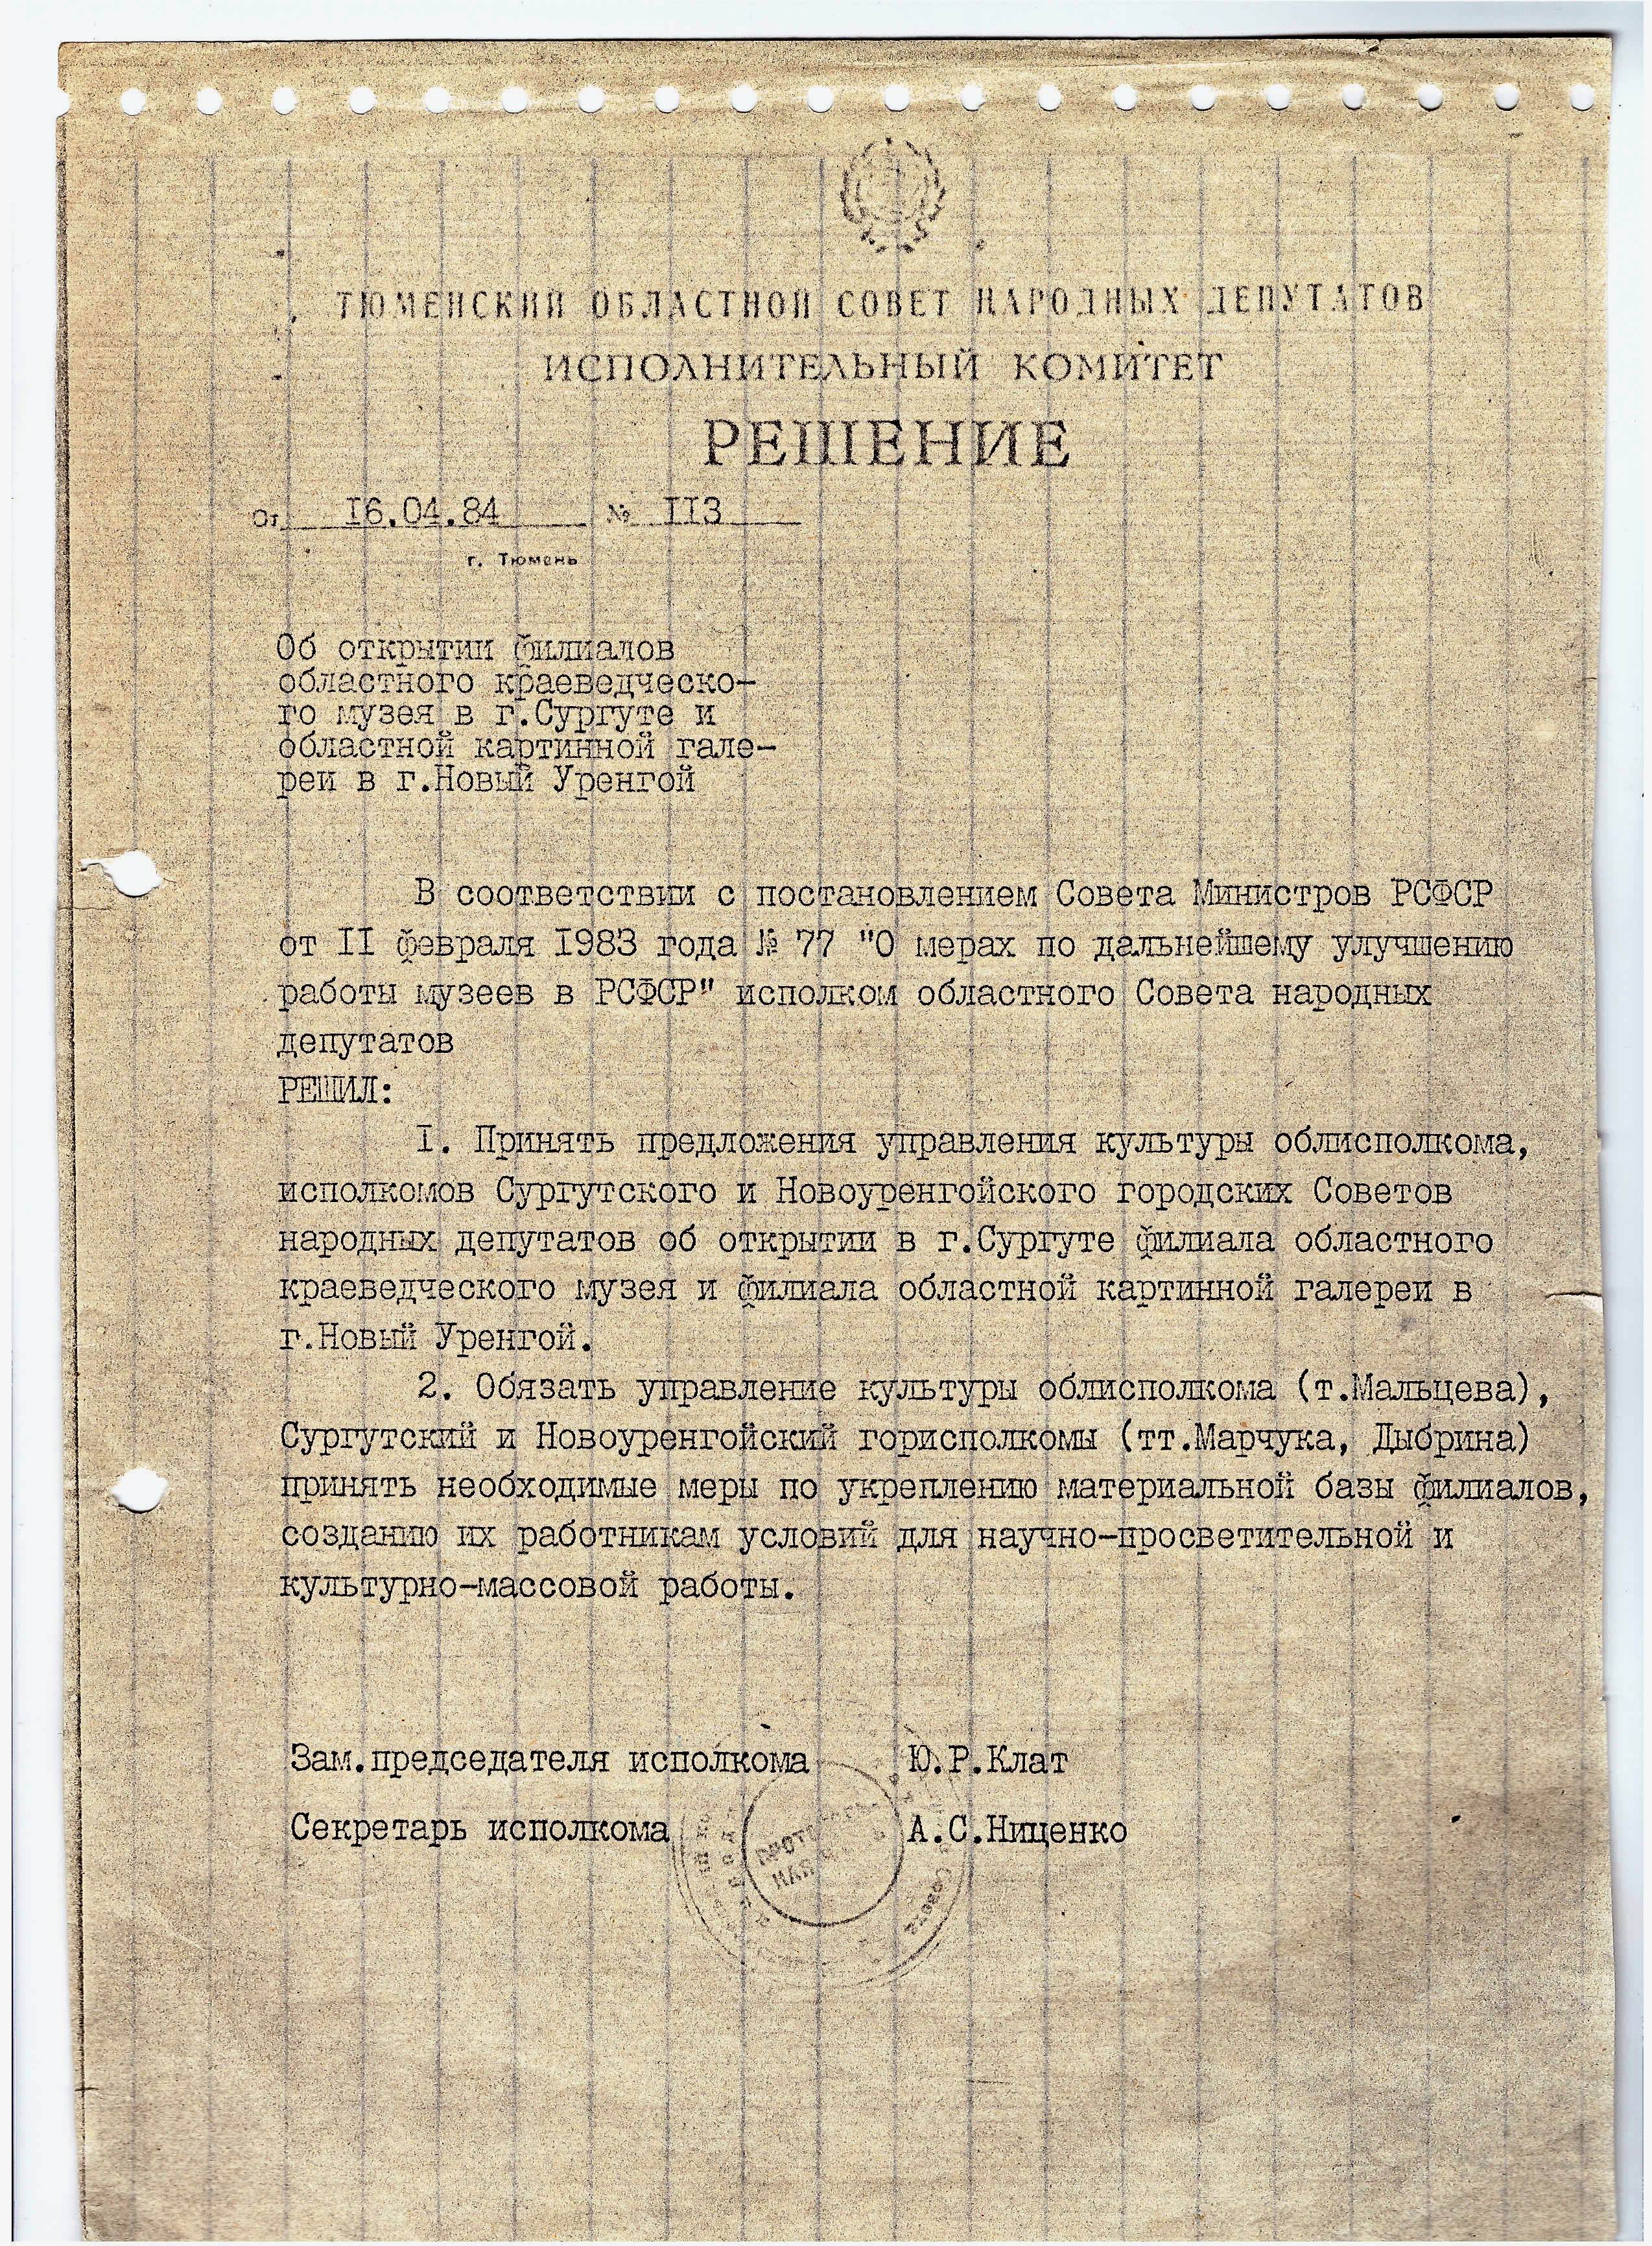 ТЮМЕНСКИЙ ОБЛАСТНОЙ СОВЕТ НАРОДНЫХ ДЕПУТАТОВ
ИСПОЛНИТЕЛЬНЫЙ КОМИТЕТ
РЕШЕНИЕ
От 16.04.84 № 113
г. Тюмень
Об открытии филиалов
областного краеведческо-
го музея в г.Сургуте и
областной картинной гале-
реи в г.Новый Уренгой
В соответствии с постановлением Совета Министров РСФСР
от II февраля 1983 года № 77 "О мерах по дальнейшему улучшению
работы музеев в РСФСР" исполком областного Совета народных
депутатов
РЕШИЛ:
I. Принять предложения управления культуры облисполкома,
исполкомов Сургутского и Новоуренгойского городских Советов
народных депутатов об открытии в г.Сургуте филиала областного
краеведческого музея и филиала областной картинной галереи в
г.Новый Уренгой.
2. Обязать управление культуры облисполкома (т.Мальцева),
Сургутский и Новоуренгойский горисполкомы (тт.Марчука, Дыбрина)
принять необходимые меры по укреплению материальной базы филиалов,
созданию их работникам условий для научно-просветительной и
культурно-массовой работы.
Зам.председателя исполкома Ю.Р.Клат
Секретарь исполкома А.С.Ниценко